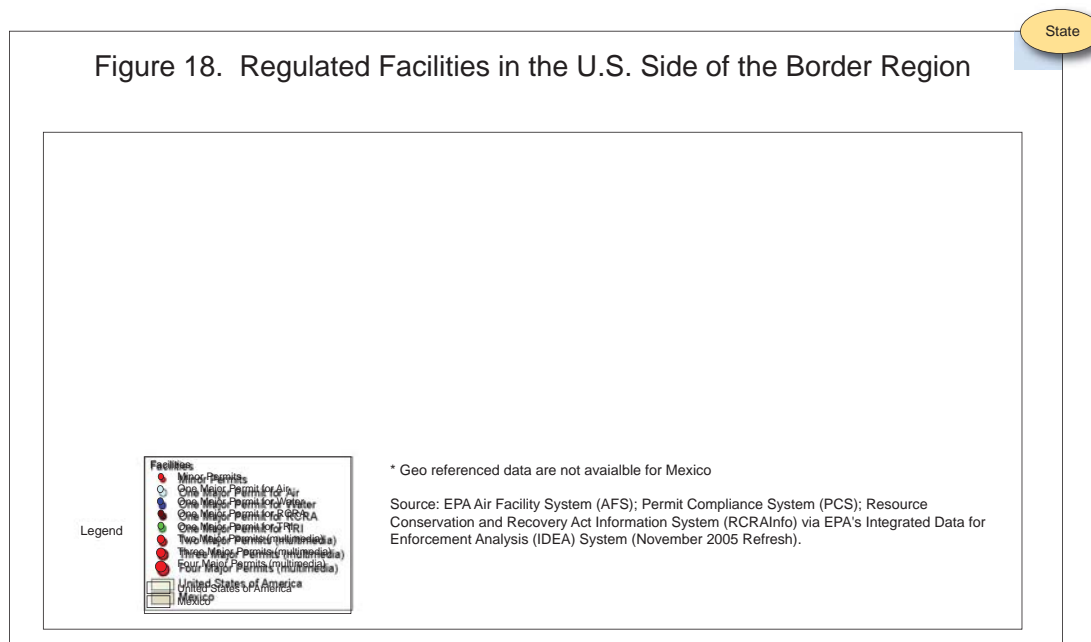 State
Figure 18. Regulated Facilities in the U.S. Side of the Border Region
Legend
Facilities
Minor Permits
One Major Permit for Air
One Major Permit for Water
One Major Permit for RCRA
One Major Permit for TRI
Two Major Permits (multimedia)
Three Major Permits (multimedia)
Four Major Permits (multimedia)
United States of America
Mexico
* Geo referenced data are not avaialble for Mexico
Source: EPA Air Facility System (AFS); Permit Compliance System (PCS); Resource
Conservation and Recovery Act Information System (RCRAInfo) via EPA's Integrated Data for
Enforcement Analysis (IDEA) System (November 2005 Refresh).